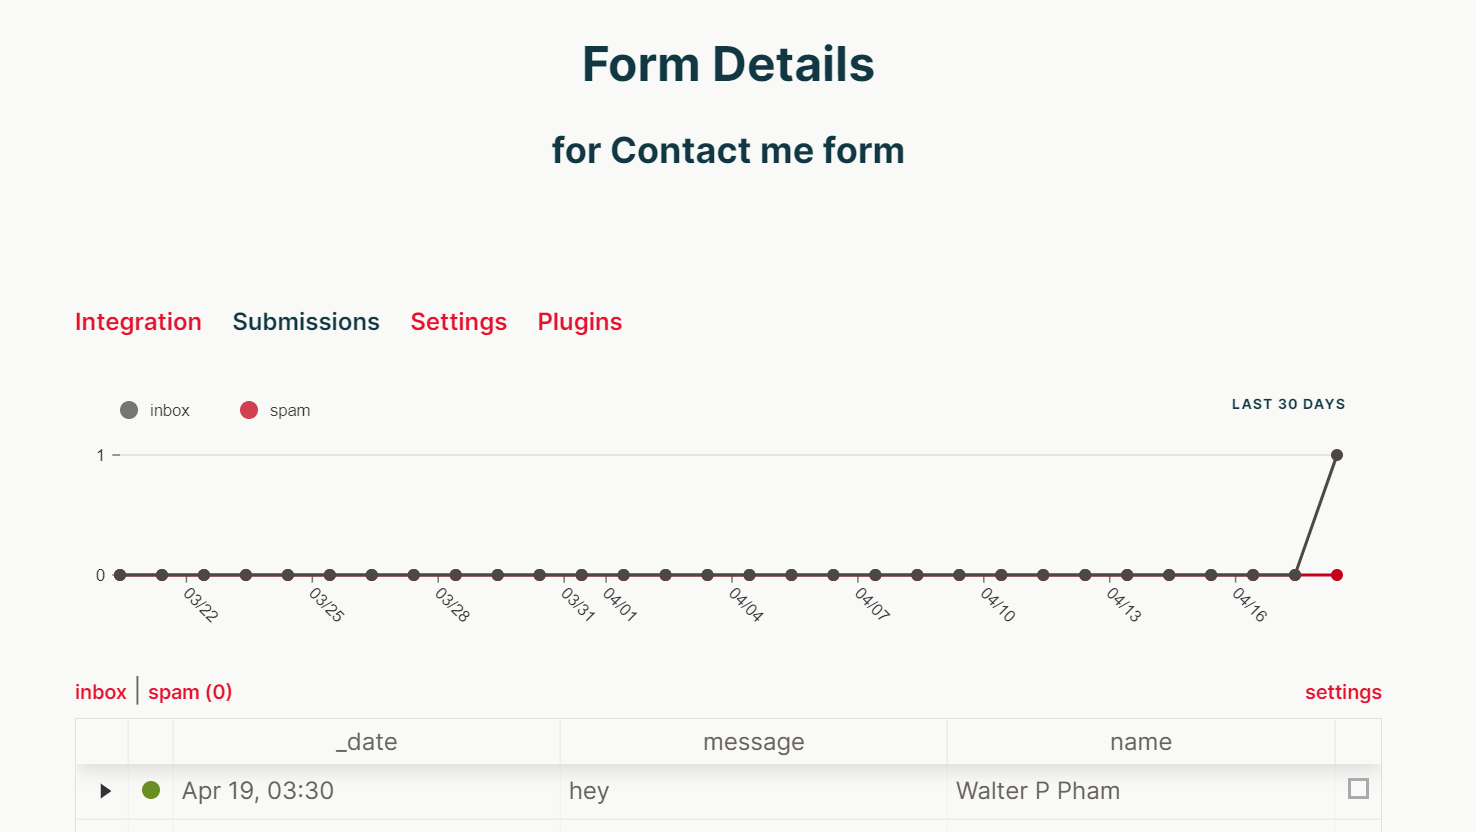 Form Details
for Contact me form
Integration Submissions Settings Plugins
inbox spam LAST 30 DAYS
1
0
03/22 03/25 03/28 03/31 04/01 04/04 04/07 04/10 04/13 04/16
inbox | spam (0) settings
_date message name
Apr 19, 03:30 hey Walter P Pham